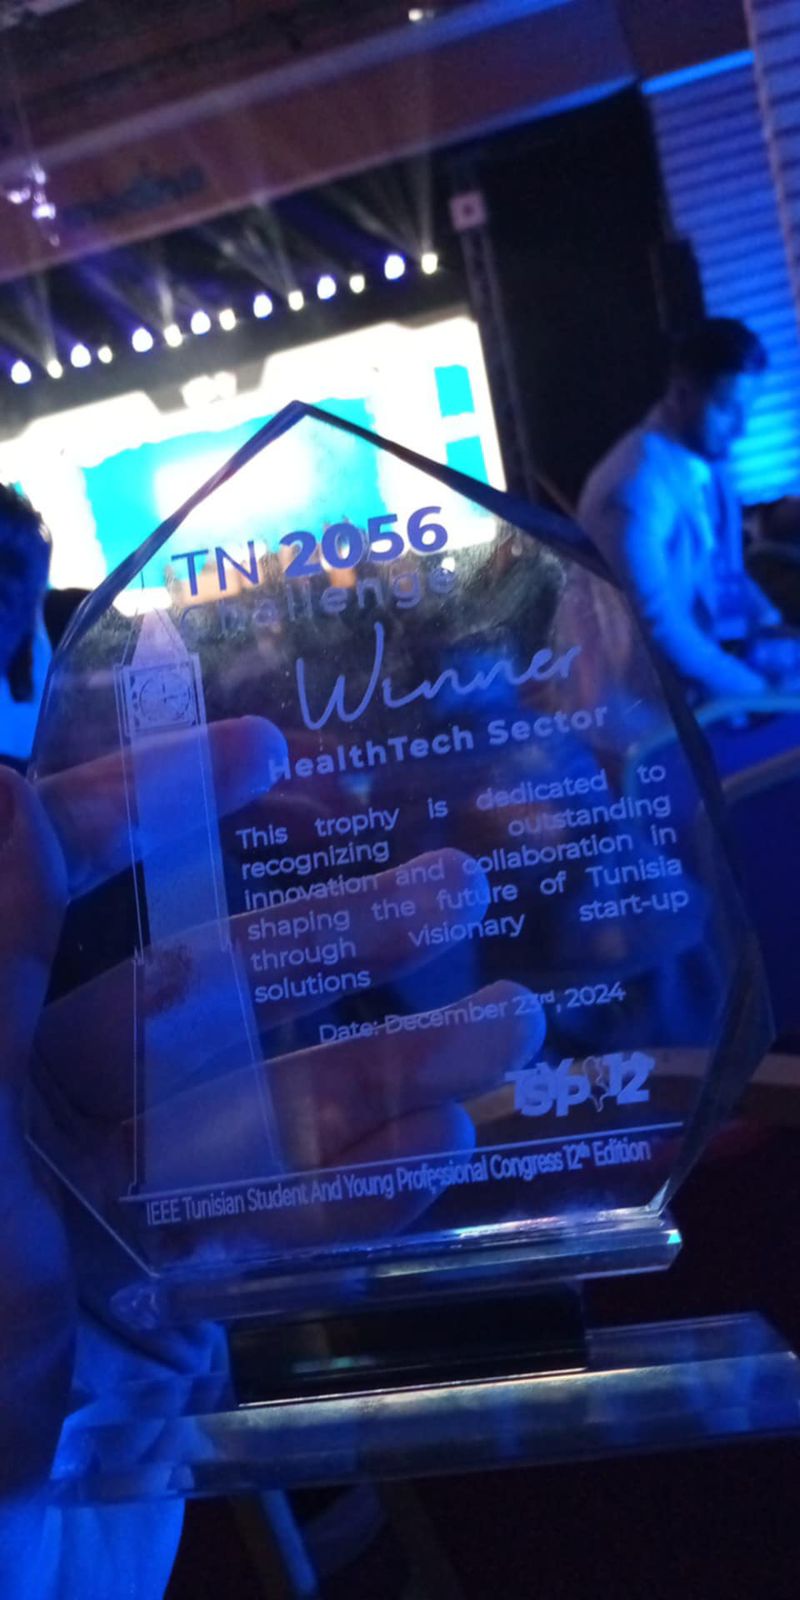 TN 2056
Challenge
Winner
HealthTech Sector
This trophy is dedicated to
recognizing outstanding
innovation and collaboration in
shaping the future of Tunisia
through visionary start-up
solutions
Date: December 23rd, 2024
TSYP 12
IEEE Tunisian Student And Young Professional Congress 12th Edition